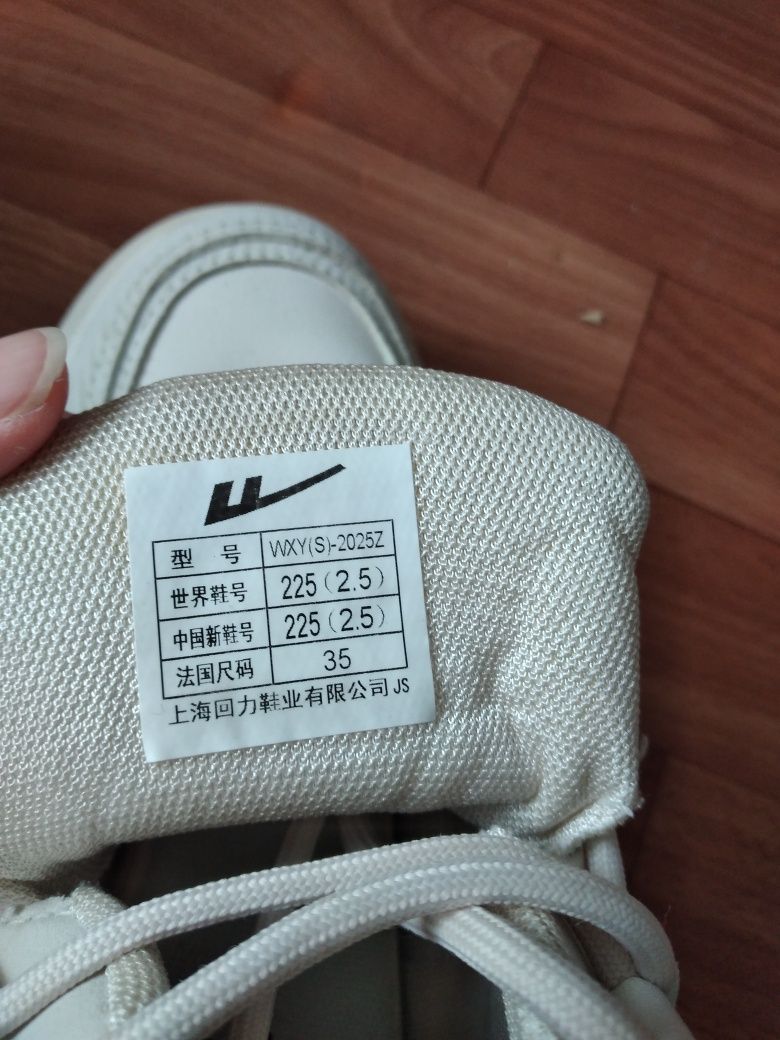 型 号 WXY(S)-2025Z
世界鞋号 225（2.5）
中国新鞋号 225（2.5）
法国尺码 35
上海回力鞋业有限公司 JS